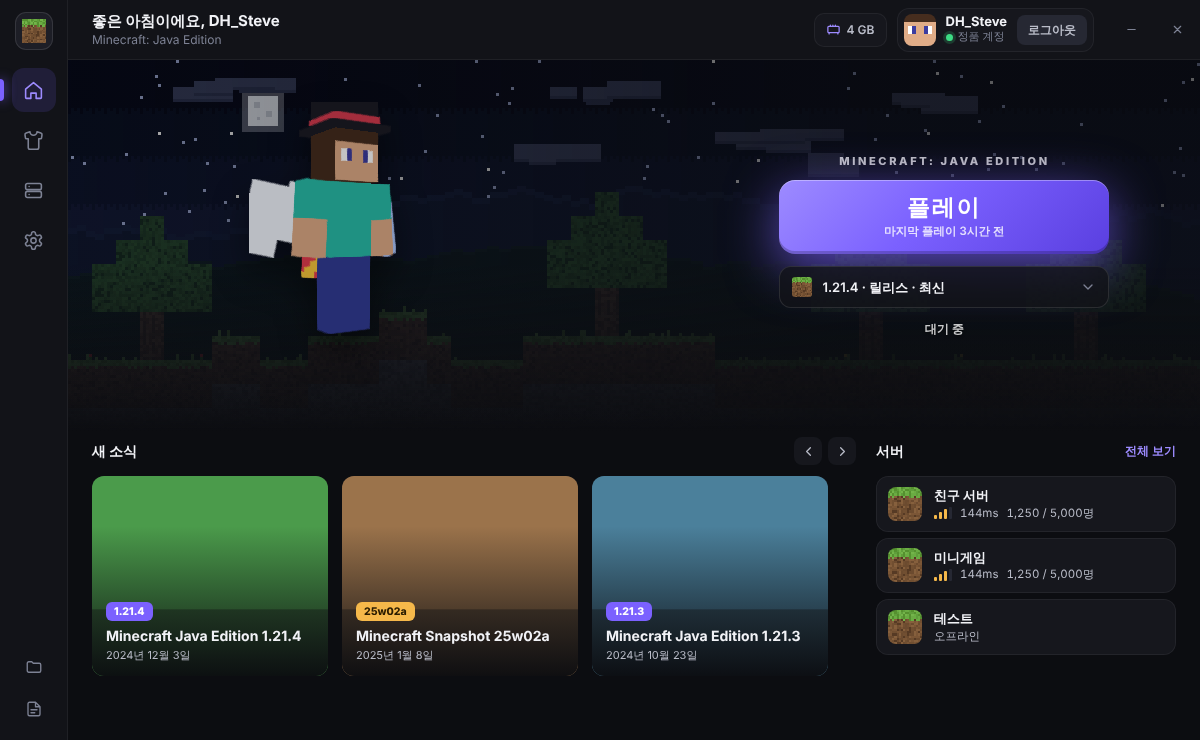 좋은 아침이에요, DH_Steve
Minecraft: Java Edition
4 GB
DH_Steve
정품 계정
로그아웃
MINECRAFT: JAVA EDITION
플레이
마지막 플레이 3시간 전
1.21.4 · 릴리스 · 최신
대기 중
새 소식
1.21.4
Minecraft Java Edition 1.21.4
2024년 12월 3일
25w02a
Minecraft Snapshot 25w02a
2025년 1월 8일
1.21.3
Minecraft Java Edition 1.21.3
2024년 10월 23일
서버
전체 보기
친구 서버
144ms 1,250 / 5,000명
미니게임
144ms 1,250 / 5,000명
테스트
오프라인